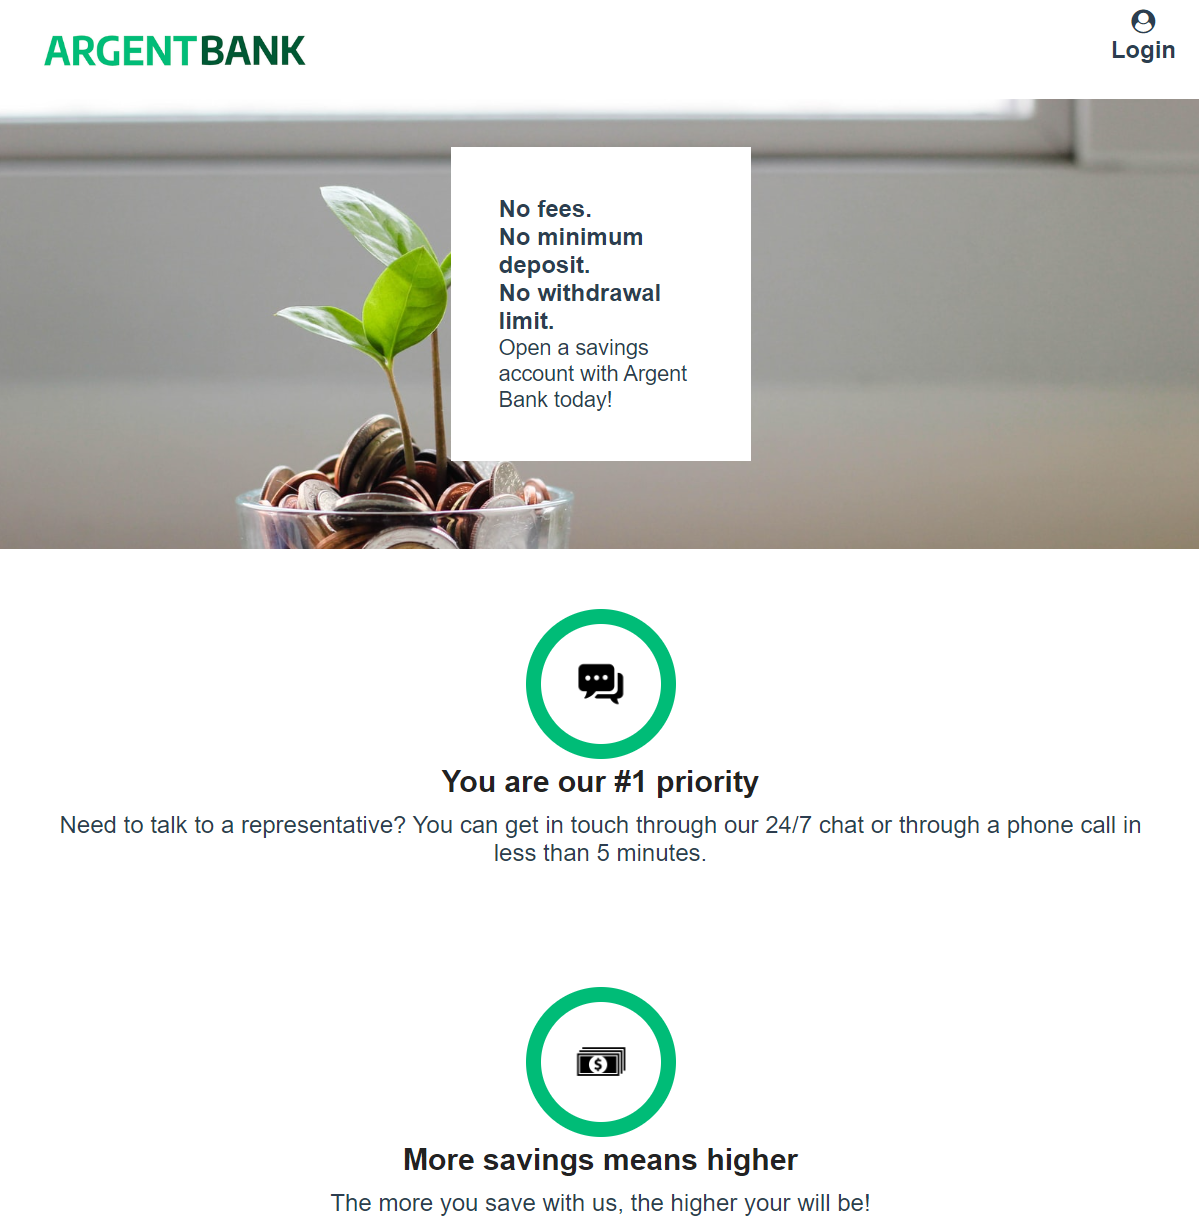 ARGENTBANK
Login
No fees.
No minimum
deposit.
No withdrawal
limit.
Open a savings
account with Argent
Bank today!
You are our #1 priority
Need to talk to a representative? You can get in touch through our 24/7 chat or through a phone call in
less than 5 minutes.
$
More savings means higher
The more you save with us, the higher your will be!